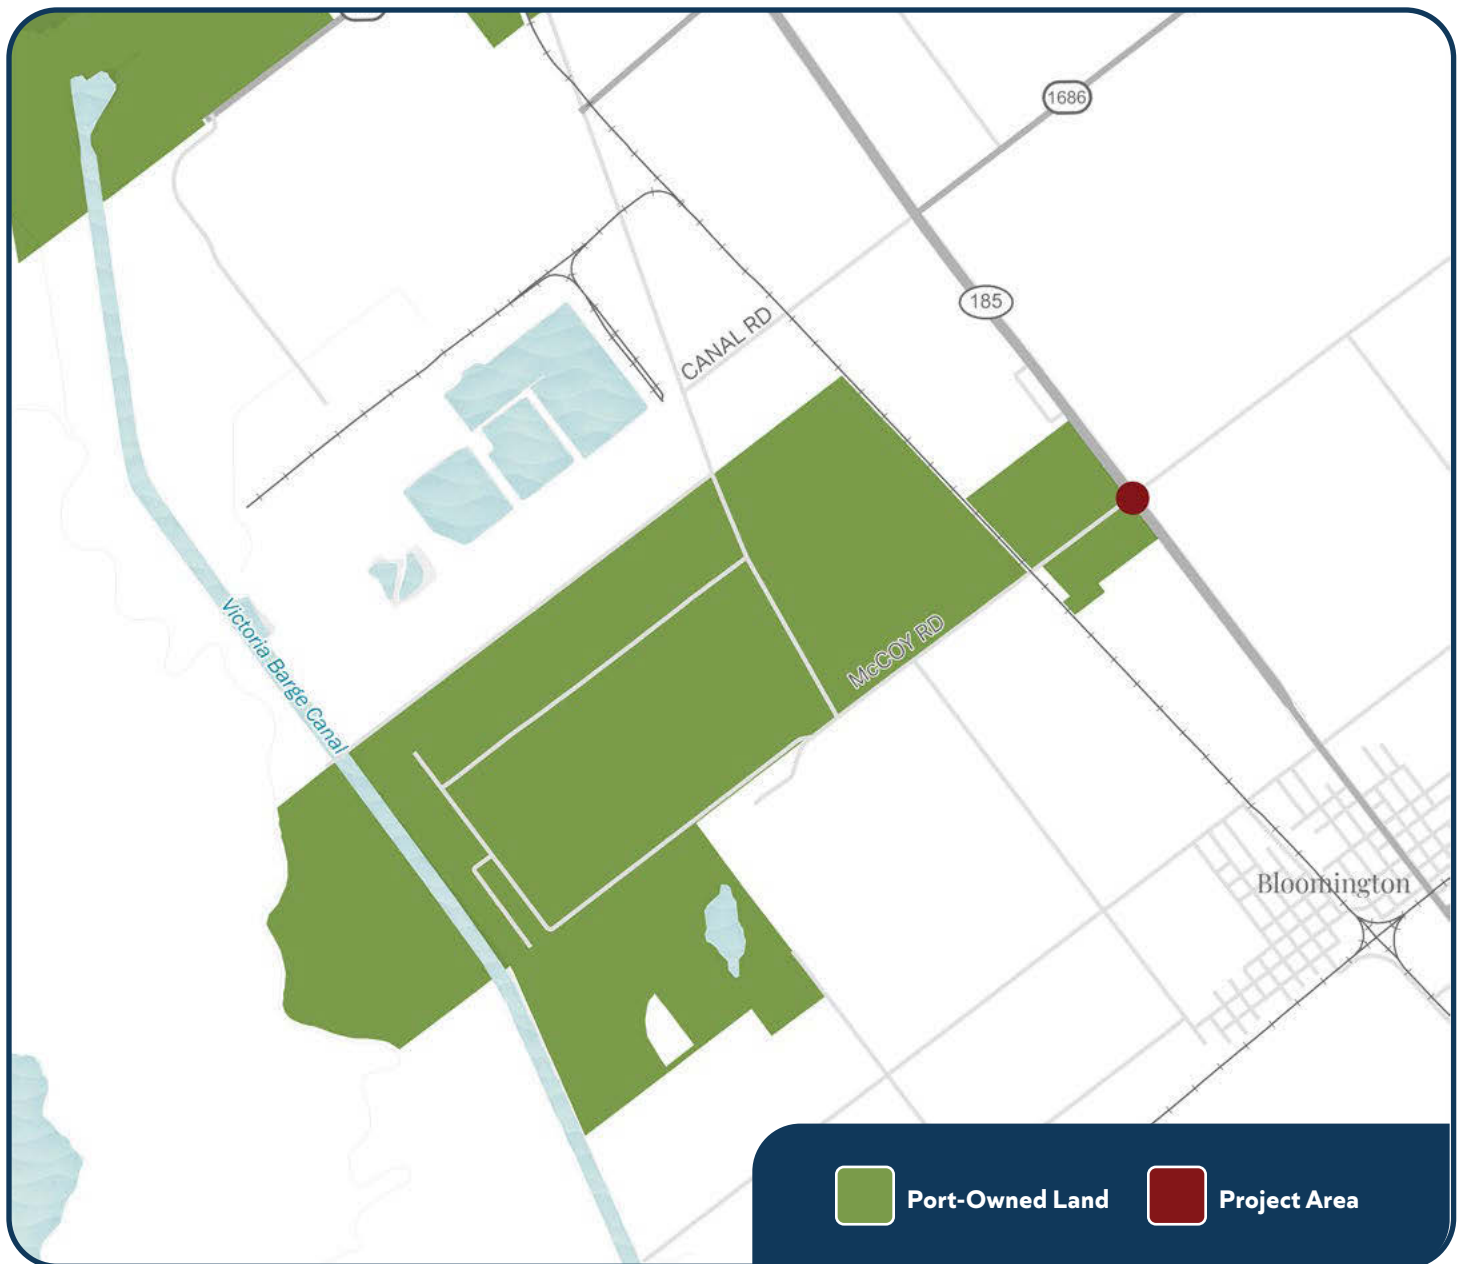 1686
185
CANAL RD
McCOY RD
Victoria Barge Canal
Bloomington
Port-Owned Land
Project Area